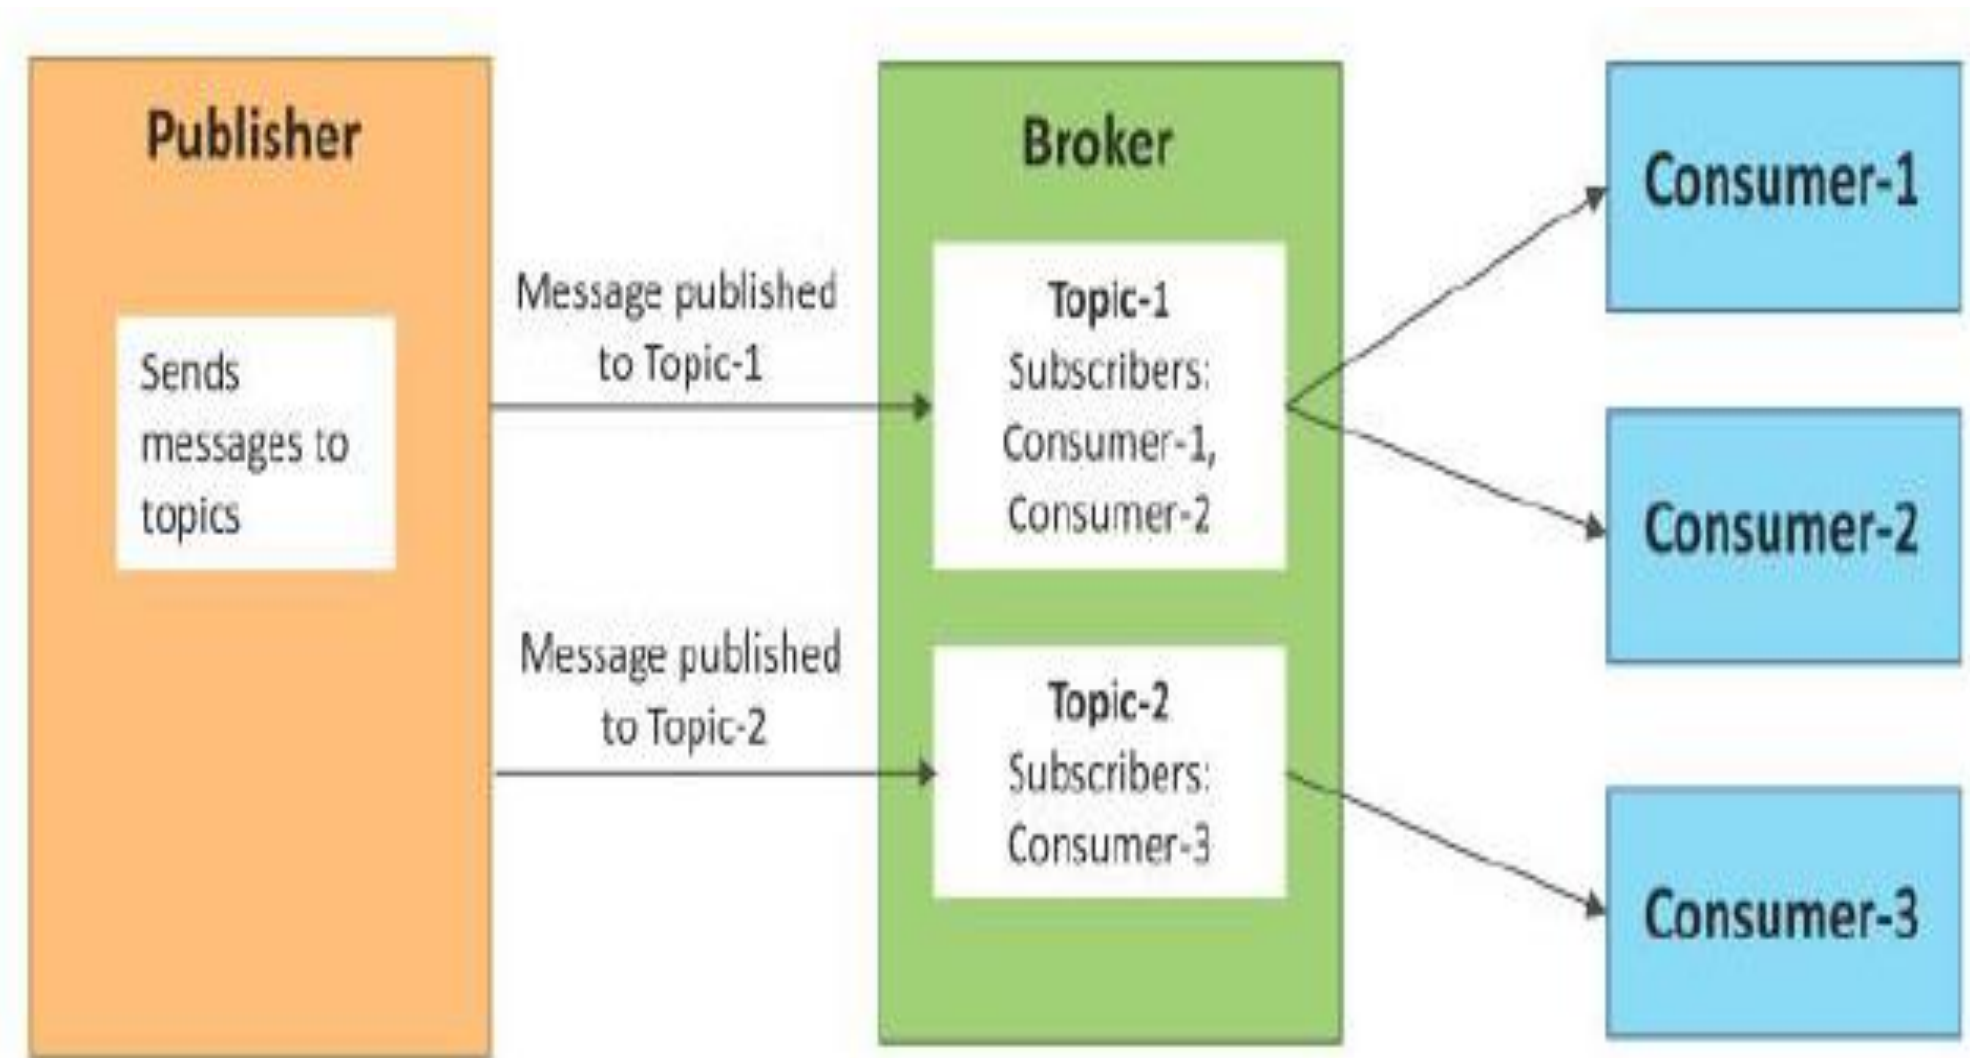 Publisher
Sends
messages to
topics
Message published
to Topic-1
Message published
to Topic-2
Broker
Topic-1
Subscribers:
Consumer-1,
Consumer-2
Topic-2
Subscribers:
Consumer-3
Consumer-1
Consumer-2
Consumer-3